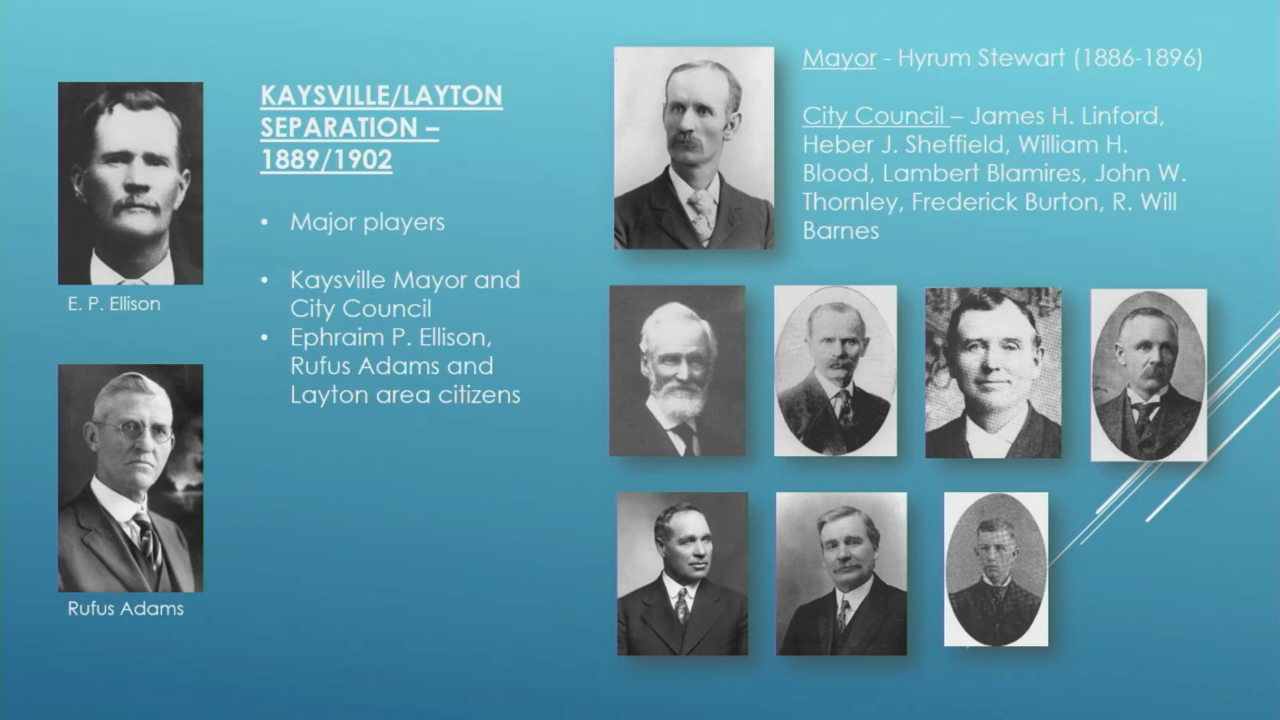 E. P. Ellison
Rufus Adams
KAYSVILLE/LAYTON
SEPARATION –
1889/1902
• Major players
• Kaysville Mayor and
City Council
• Ephraim P. Ellison,
Rufus Adams and
Layton area citizens
Mayor - Hyrum Stewart (1886-1896)
City Council – James H. Linford,
Heber J. Sheffield, William H.
Blood, Lambert Blamires, John W.
Thornley, Frederick Burton, R. Will
Barnes